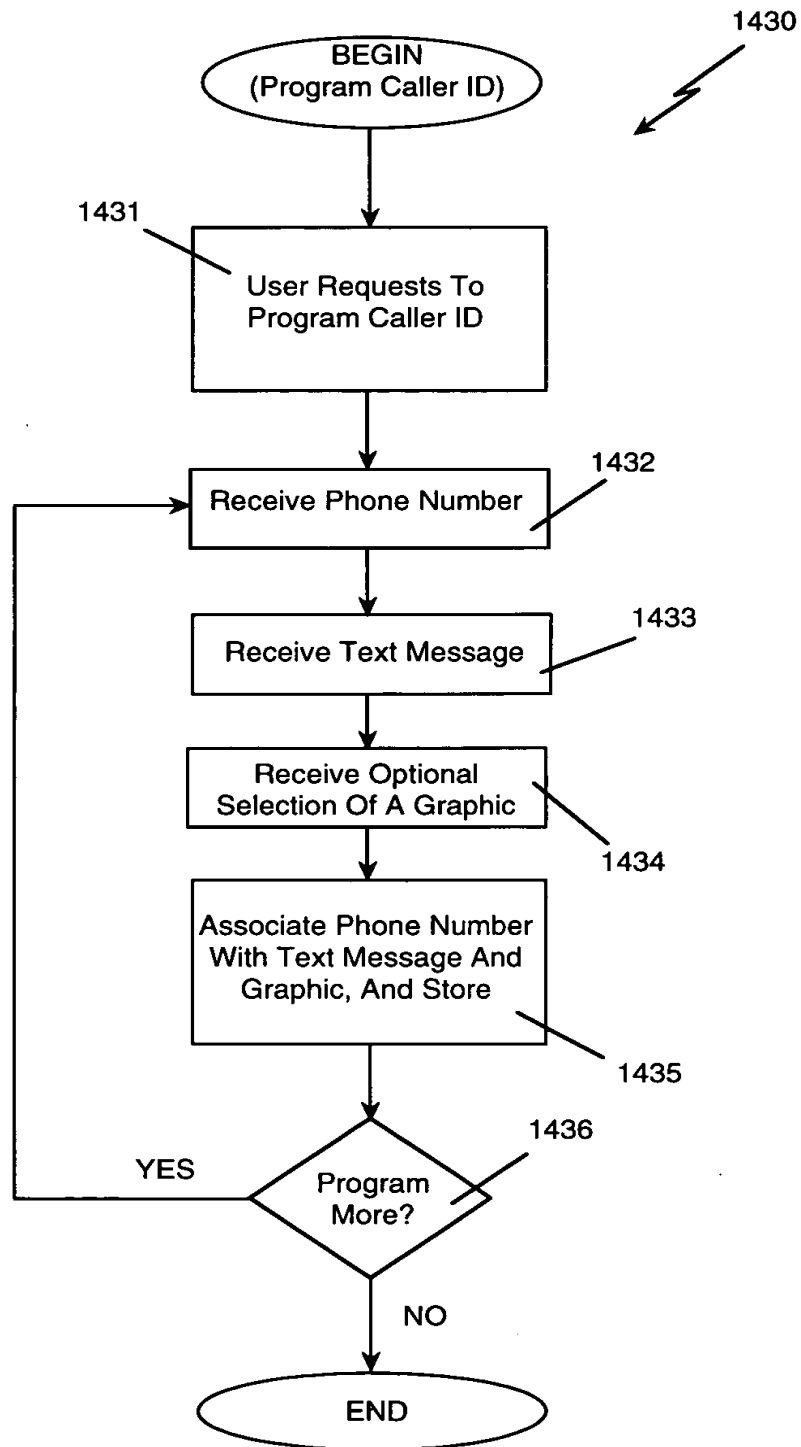 1430
BEGIN
(Program Caller ID)
1431
User Requests To
Program Caller ID
1432
Receive Phone Number
1433
Receive Text Message
Receive Optional
Selection Of A Graphic
1434
Associate Phone Number
With Text Message And
Graphic, And Store
1435
1436
YES
Program
More?
NO
END